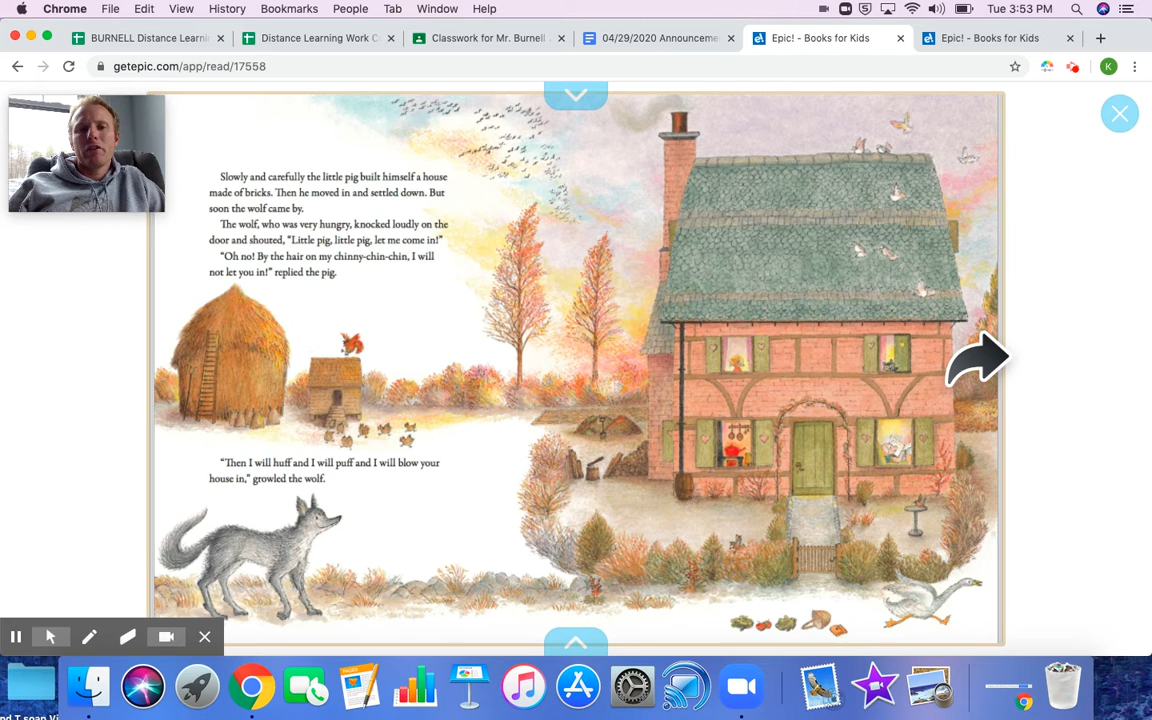 Chrome File Edit View History Bookmarks People Tab Window Help Tue 3:53 PM
BURNELL Distance Learni
Distance Learning Work C
Classwork for Mr. Burnell
04/29/2020 Announceme
Epic! - Books for Kids
Epic! - Books for Kids
getepic.com/app/read/17558
K
Slowly and carefully the little pig built himself a house
made of bricks. Then he moved in and settled down. But
soon the wolf came by.
The wolf, who was very hungry, knocked loudly on the
door and shouted, “Little pig, little pig, let me come in!”
“Oh no! By the hair on my chinny-chin-chin, I will
not let you in!” replied the pig.
“Then I will huff and I will puff and I will blow your
house in,” growled the wolf.
nd T soap Vi